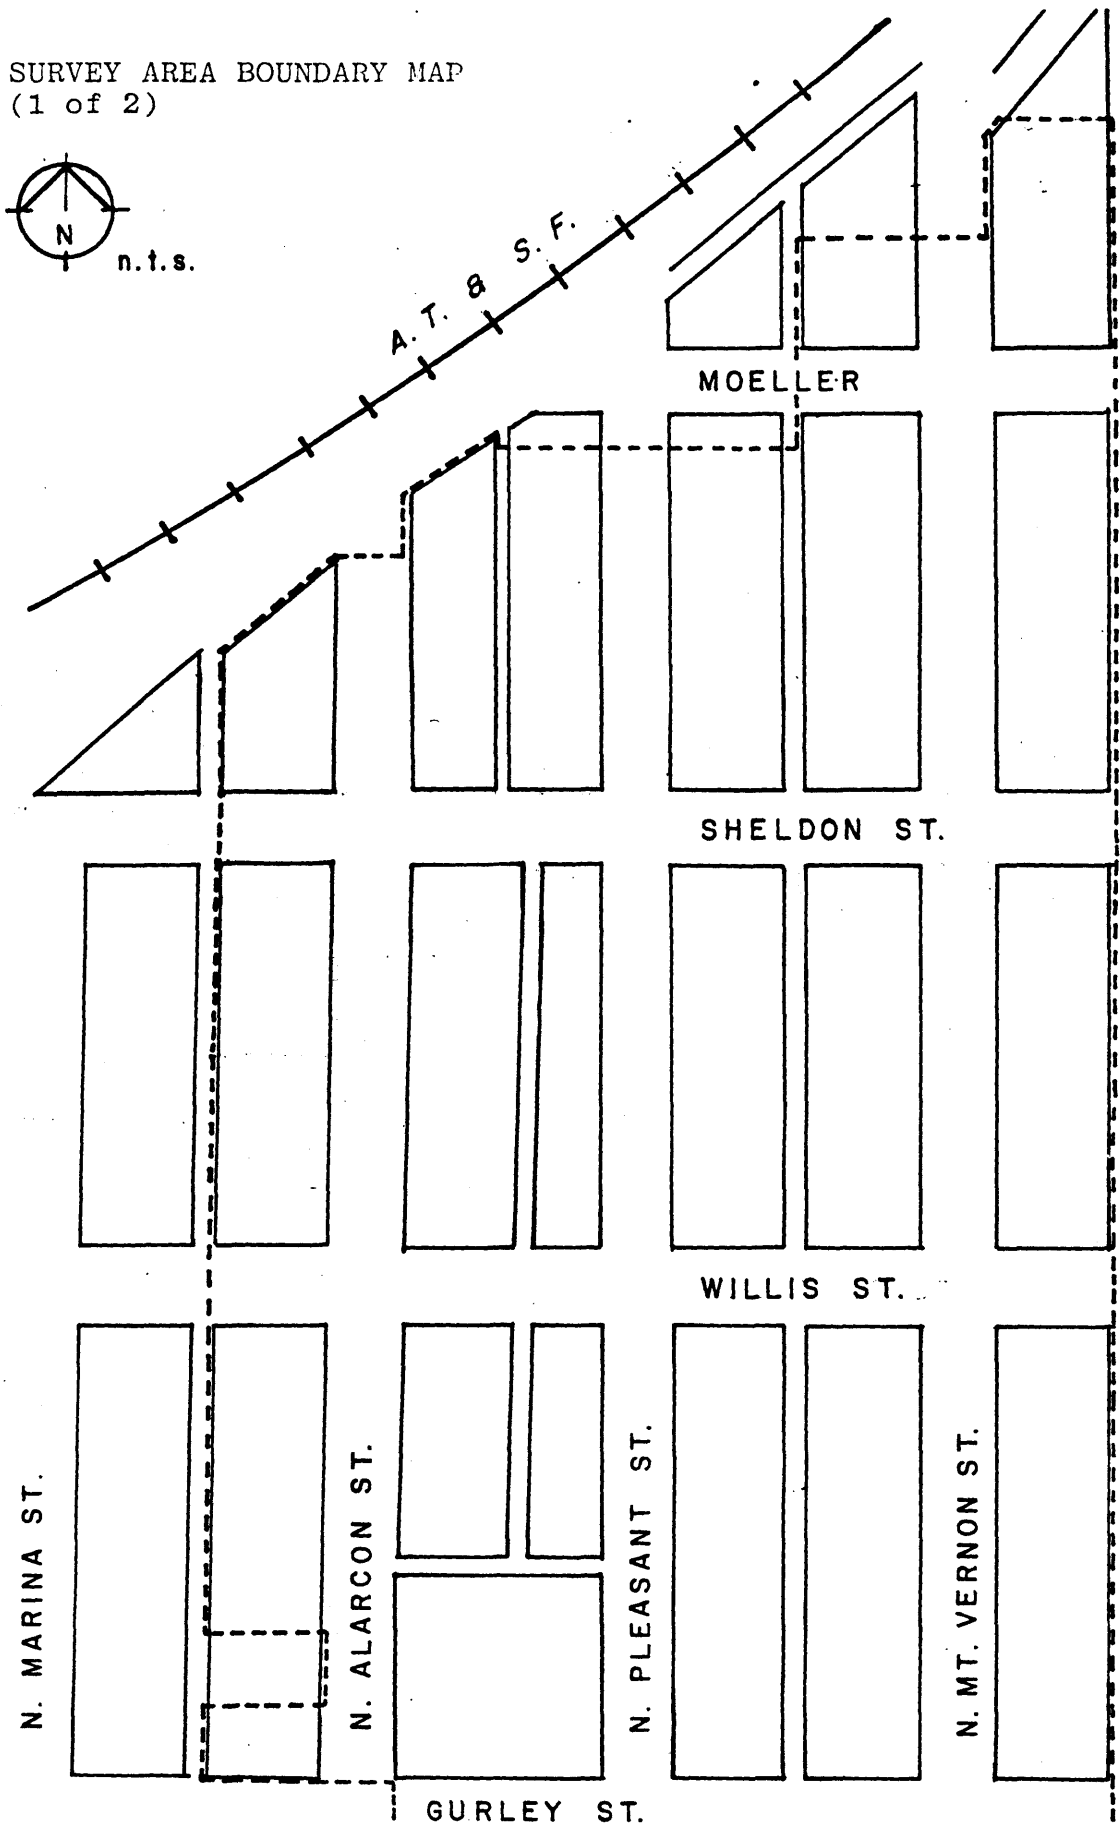 SURVEY AREA BOUNDARY MAP
(1 of 2)
N
n.t.s.
A. T. & S. F.
MOELLER
SHELDON ST.
WILLIS ST.
N. MARINA ST.
N. ALARCON ST.
N. PLEASANT ST.
N. MT. VERNON ST.
GURLEY ST.